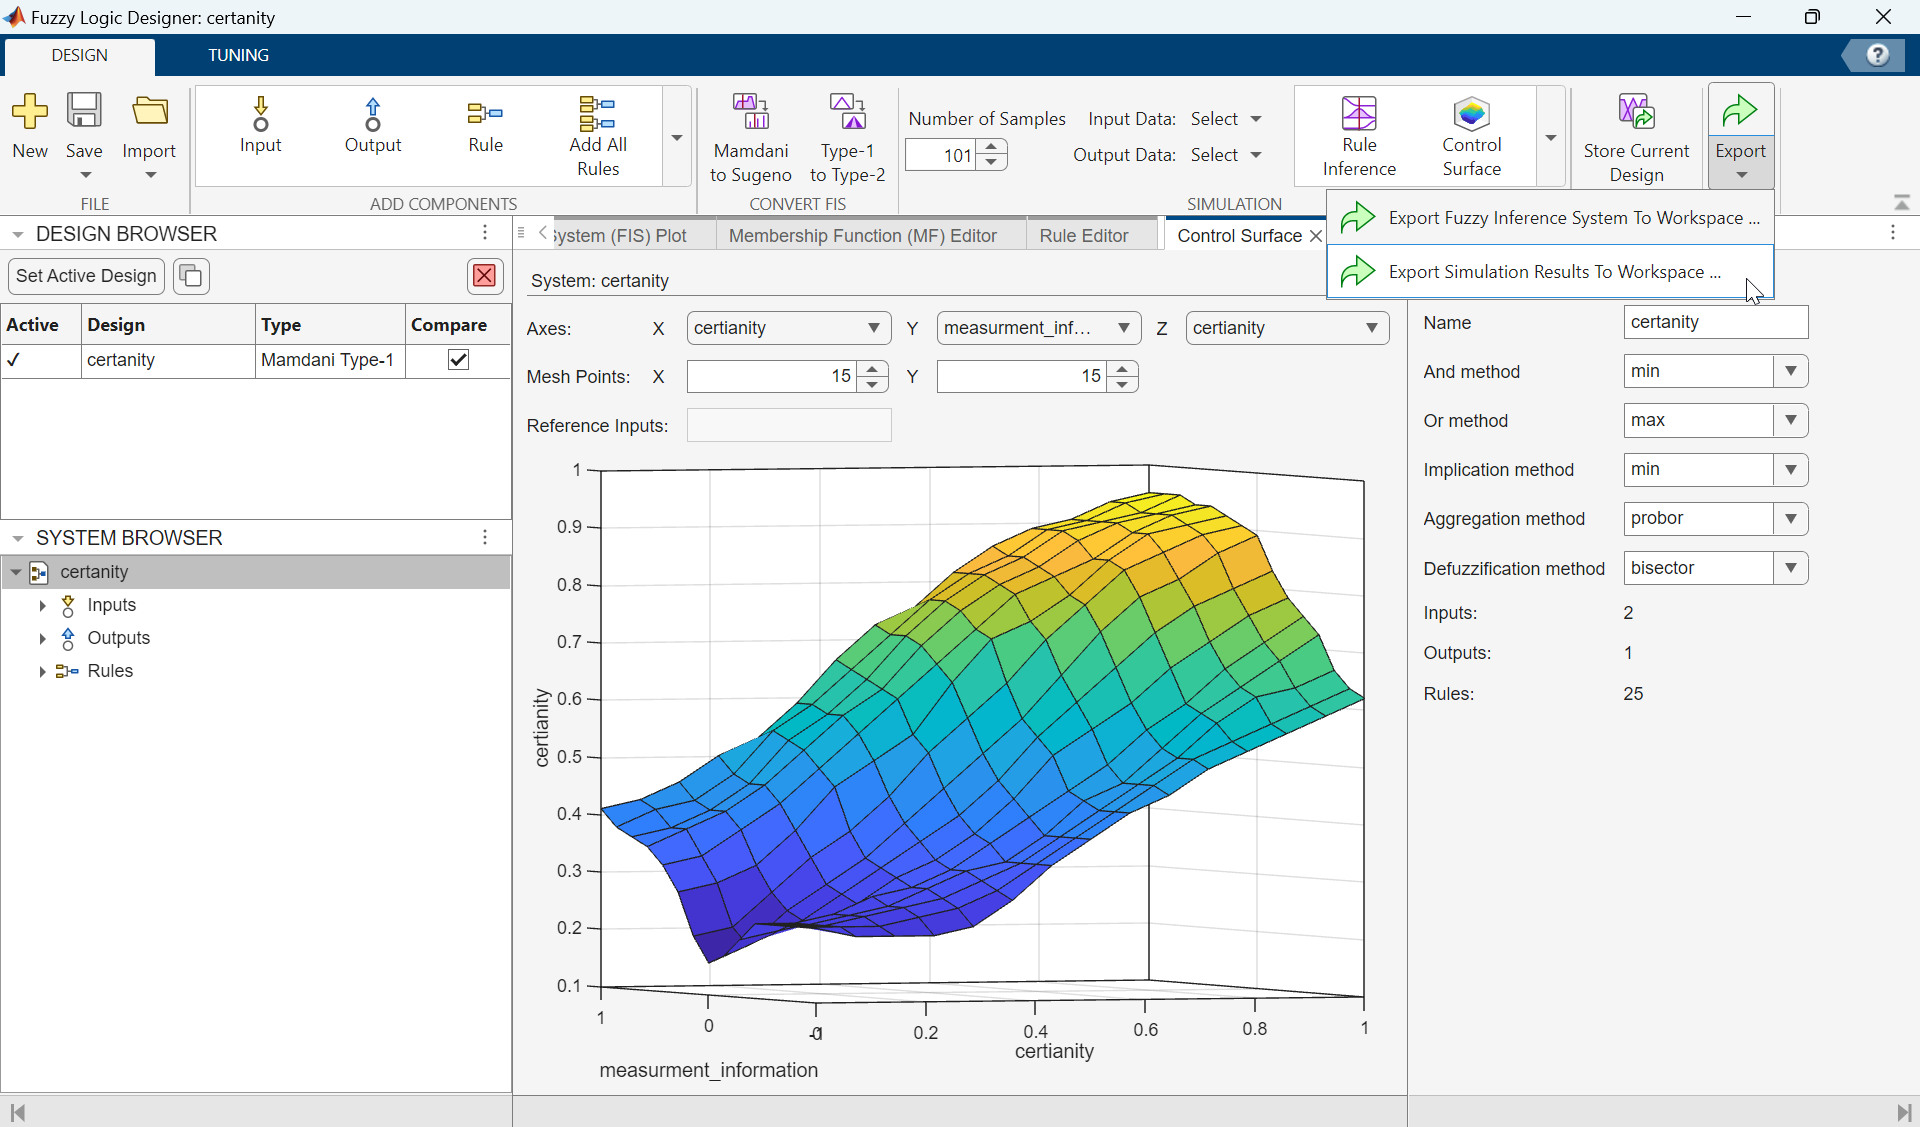 Fuzzy Logic Designer: certanity
DESIGN
TUNING
?
New
Save
Import
FILE
Input
Output
Rule
Add All
Rules
ADD COMPONENTS
Mamdani
to Sugeno
Type-1
to Type-2
CONVERT FIS
Number of Samples
101
Input Data: Select
Output Data: Select
Rule
Inference
Control
Surface
SIMULATION
Store Current
Design
Export
Export Fuzzy Inference System To Workspace ...
Export Simulation Results To Workspace ...
DESIGN BROWSER
Set Active Design
Active Design Type Compare
✓ certanity Mamdani Type-1
SYSTEM BROWSER
certanity
Inputs
Outputs
Rules
System (FIS) Plot
Membership Function (MF) Editor
Rule Editor
Control Surface
System: certanity
Axes: X certianity Y measurment_inf... Z certianity
Mesh Points: X 15 Y 15
Reference Inputs:
1
0.9
0.8
0.7
0.6
0.5
0.4
0.3
0.2
0.1
certianity
1 0 -1 0 0.2 0.4 0.6 0.8 1
certianity
measurment_information
Name certanity
And method min
Or method max
Implication method min
Aggregation method probor
Defuzzification method bisector
Inputs: 2
Outputs: 1
Rules: 25